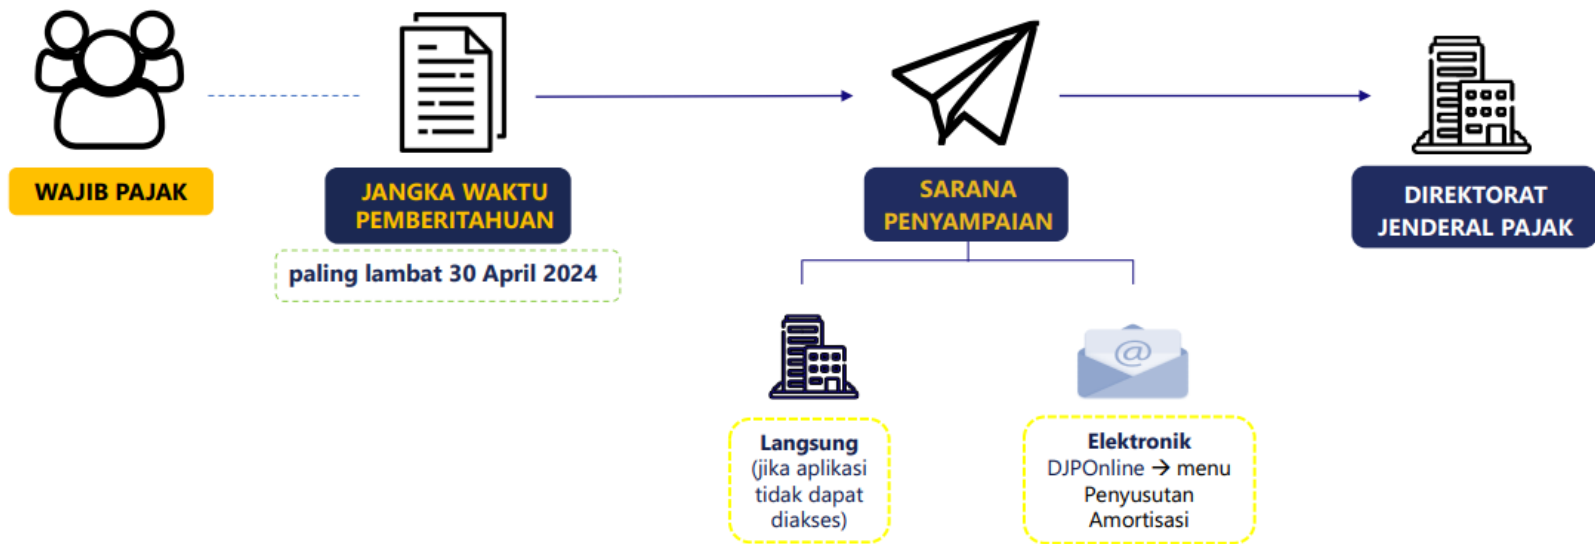 WAJIB PAJAK
JANGKA WAKTU
PEMBERITAHUAN
paling lambat 30 April 2024
SARANA
PENYAMPAIAN
DIREKTORAT
JENDERAL PAJAK
@
Langsung
(jika aplikasi
tidak dapat
diakses)
Elektronik
DJPOnline → menu
Penyusutan
Amortisasi